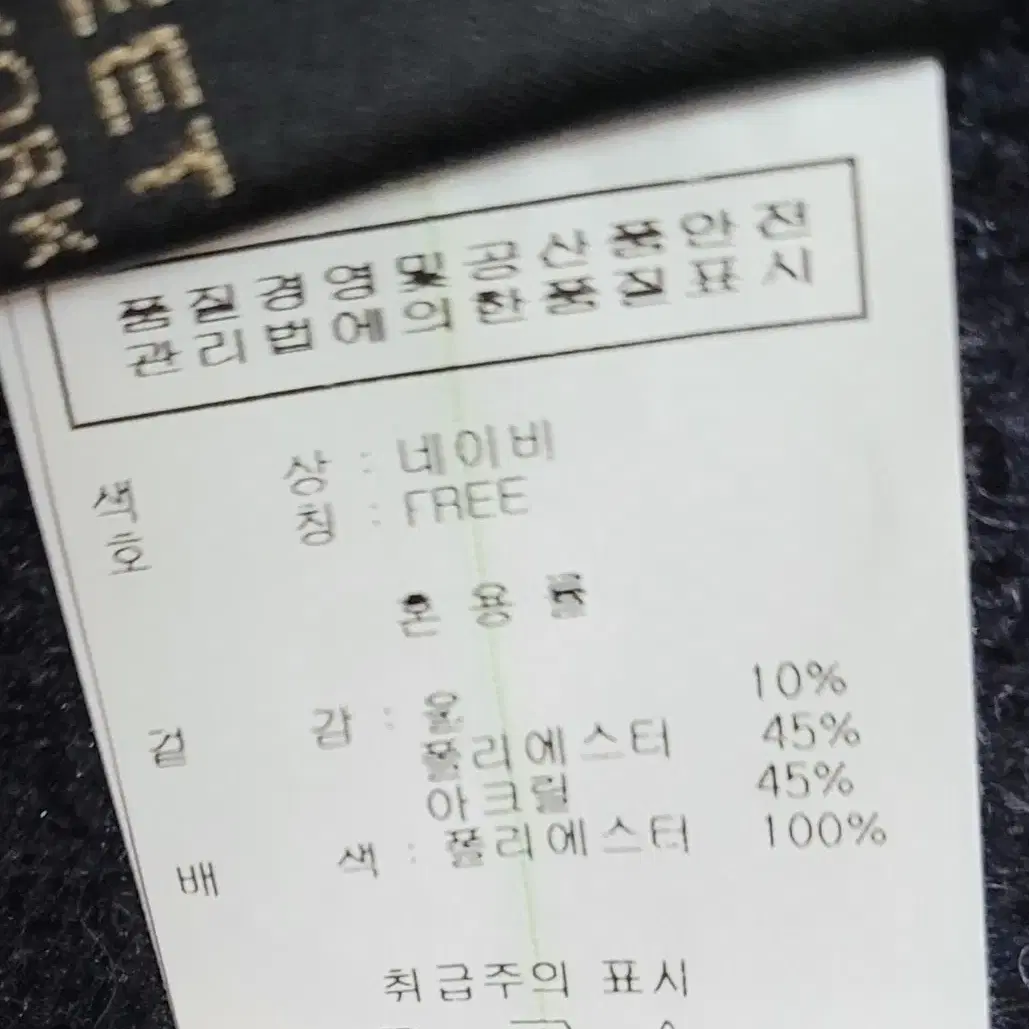 EET
ORK
품질경영및공산품안전
관리법에의한품질표시
색 상 : 네이비
호 칭 : FREE
혼 용 률
겉 감 : 울 10%
폴리에스터 45%
아크릴 45%
배 색 : 폴리에스터 100%
취급주의 표시